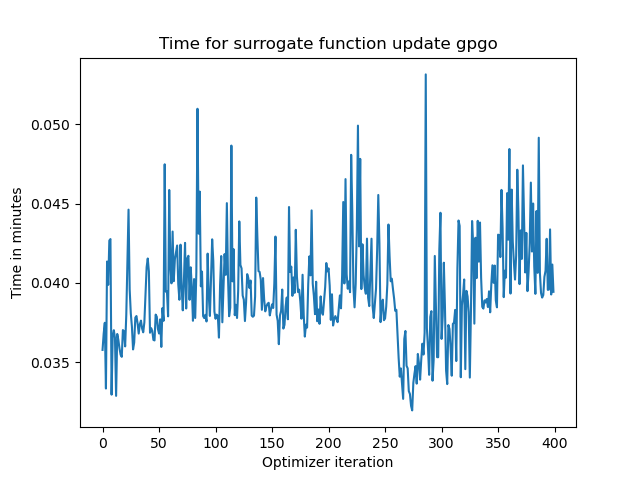 Time for surrogate function update gpgo
0.050
0.045
0.040
0.035
Time in minutes
0 50 100 150 200 250 300 350 400
Optimizer iteration